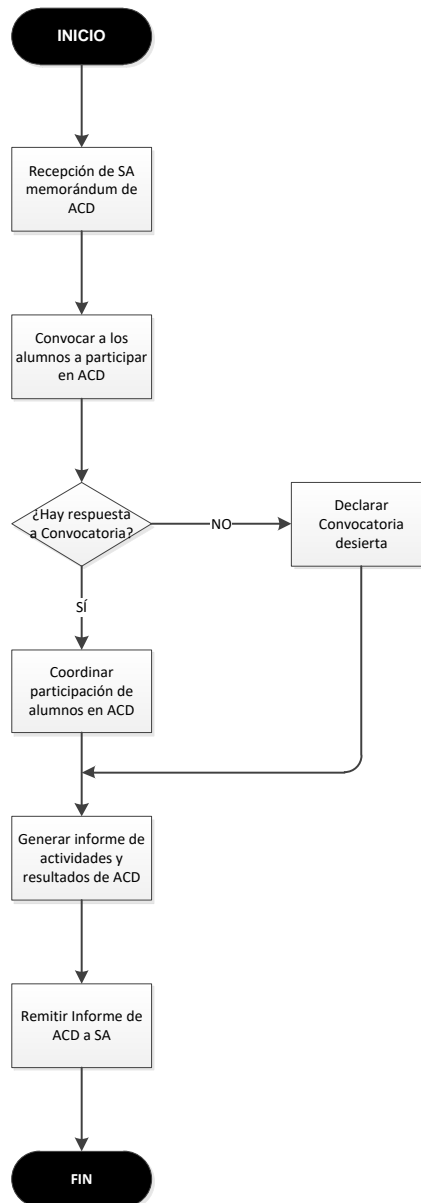 INICIO
Recepción de SA
memorándum de
ACD
Convocar a los
alumnos a participar
en ACD
¿Hay respuesta
a Convocatoria?
NO
Declarar
Convocatoria
desierta
SÍ
Coordinar
participación de
alumnos en ACD
Generar informe de
actividades y
resultados de ACD
Remitir Informe de
ACD a SA
FIN